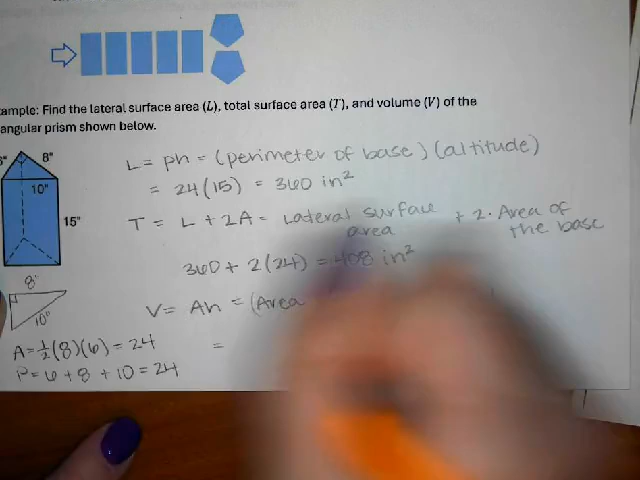 ample: Find the lateral surface area (L), total surface area (T), and volume (V) of the
angular prism shown below.
8"
10"
15"
L = ph = (perimeter of base)(altitude)
= 24(15) = 360 in²
T = L + 2A = Lateral surface area + 2 · Area of the base
360 + 2(24) = 408 in²
V = Ah = (Area
=
8"
10"
A = ½(8)(6) = 24
P = 6 + 8 + 10 = 24